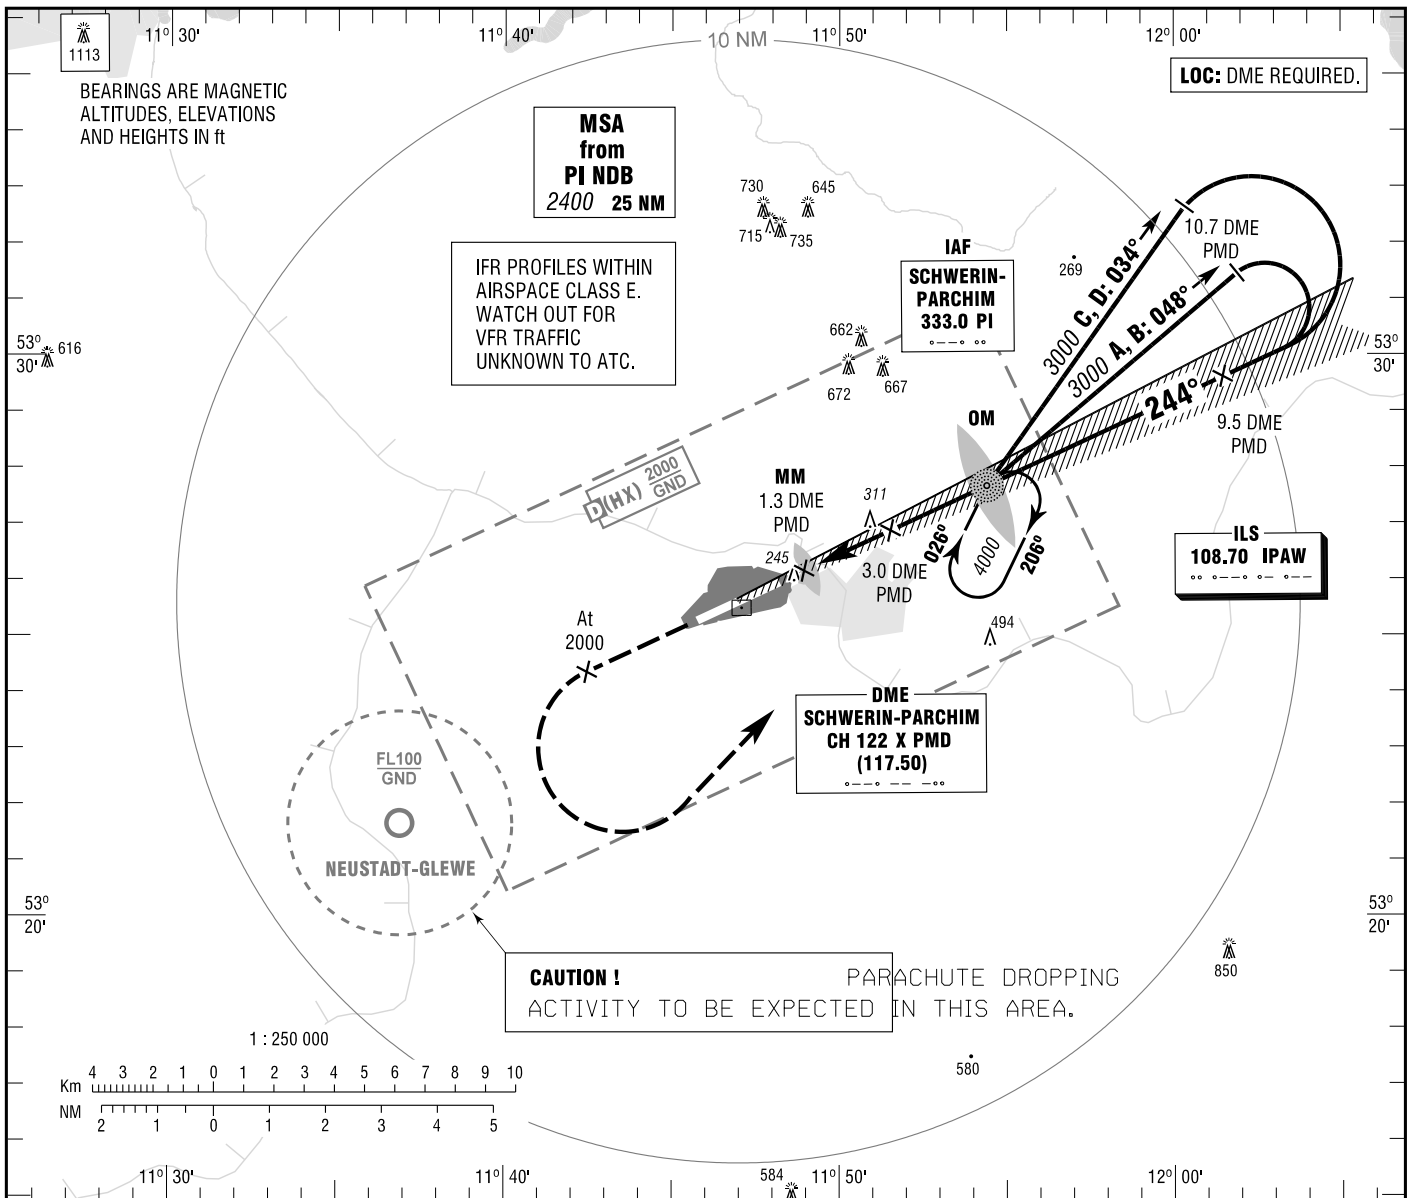 11° 30'
11° 40'
11° 50'
12° 00'
10 NM
1113
BEARINGS ARE MAGNETIC
ALTITUDES, ELEVATIONS
AND HEIGHTS IN ft
LOC: DME REQUIRED.
MSA
from
PI NDB
2400 25 NM
730
645
715
735
IFR PROFILES WITHIN
AIRSPACE CLASS E.
WATCH OUT FOR
VFR TRAFFIC
UNKNOWN TO ATC.
IAF
SCHWERIN-
PARCHIM
333.0 PI
269
10.7 DME
PMD
3000 C, D: 034°
3000 A, B: 048°
244°
9.5 DME
PMD
53°
30'
616
662
672
667
53°
30'
OM
D(HX) 2000
GND
MM
1.3 DME
PMD
311
245
3.0 DME
PMD
026°
4000
206°
ILS
108.70 IPAW
494
At
2000
DME
SCHWERIN-PARCHIM
CH 122 X PMD
(117.50)
FL100
GND
NEUSTADT-GLEWE
53°
20'
53°
20'
850
CAUTION ! PARACHUTE DROPPING
ACTIVITY TO BE EXPECTED IN THIS AREA.
1 : 250 000
Km 4 3 2 1 0 1 2 3 4 5 6 7 8 9 10
NM
2 1 0 1 2 3 4 5
580
11° 30'
11° 40'
584
11° 50'
12° 00'